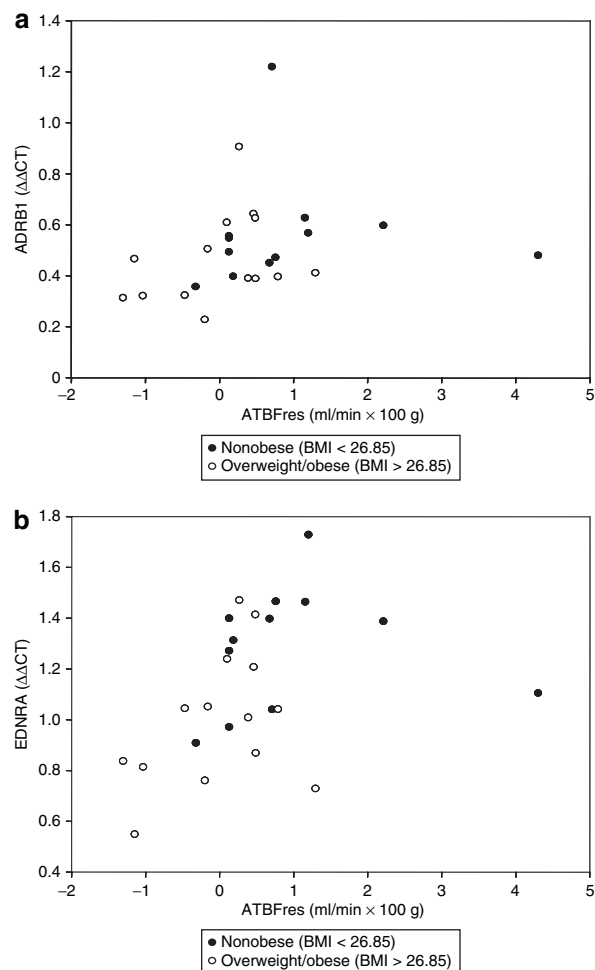 a
1.4
1.2
1.0
0.8
0.6
0.4
0.2
0
ADRB1 (ΔΔCT)
−2 −1 0 1 2 3 4 5
ATBFres (ml/min × 100 g)
● Nonobese (BMI < 26.85)
○ Overweight/obese (BMI > 26.85)
b
1.8
1.6
1.4
1.2
1.0
0.8
0.6
0.4
EDNRA (ΔΔCT)
−2 −1 0 1 2 3 4 5
ATBFres (ml/min × 100 g)
● Nonobese (BMI < 26.85)
○ Overweight/obese (BMI > 26.85)